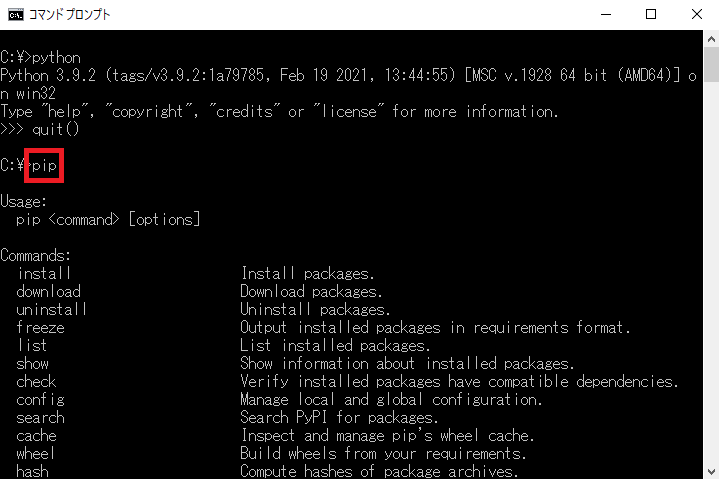 コマンド プロンプト
C:¥>python
Python 3.9.2 (tags/v3.9.2:1a79785, Feb 19 2021, 13:44:55) [MSC v.1928 64 bit (AMD64)] o
n win32
Type "help", "copyright", "credits" or "license" for more information.
>>> quit()
C:¥>pip
Usage:
pip <command> [options]
Commands:
install Install packages.
download Download packages.
uninstall Uninstall packages.
freeze Output installed packages in requirements format.
list List installed packages.
show Show information about installed packages.
check Verify installed packages have compatible dependencies.
config Manage local and global configuration.
search Search PyPI for packages.
cache Inspect and manage pip's wheel cache.
wheel Build wheels from your requirements.
hash Compute hashes of package archives.